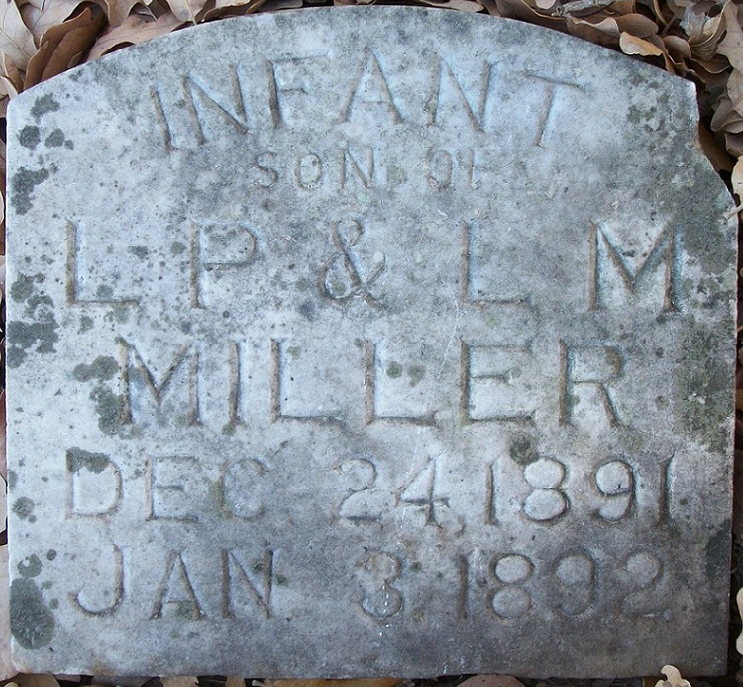 INFANT
SON OF
L P & L M
MILLER
DEC 24, 1891
JAN 3, 1892